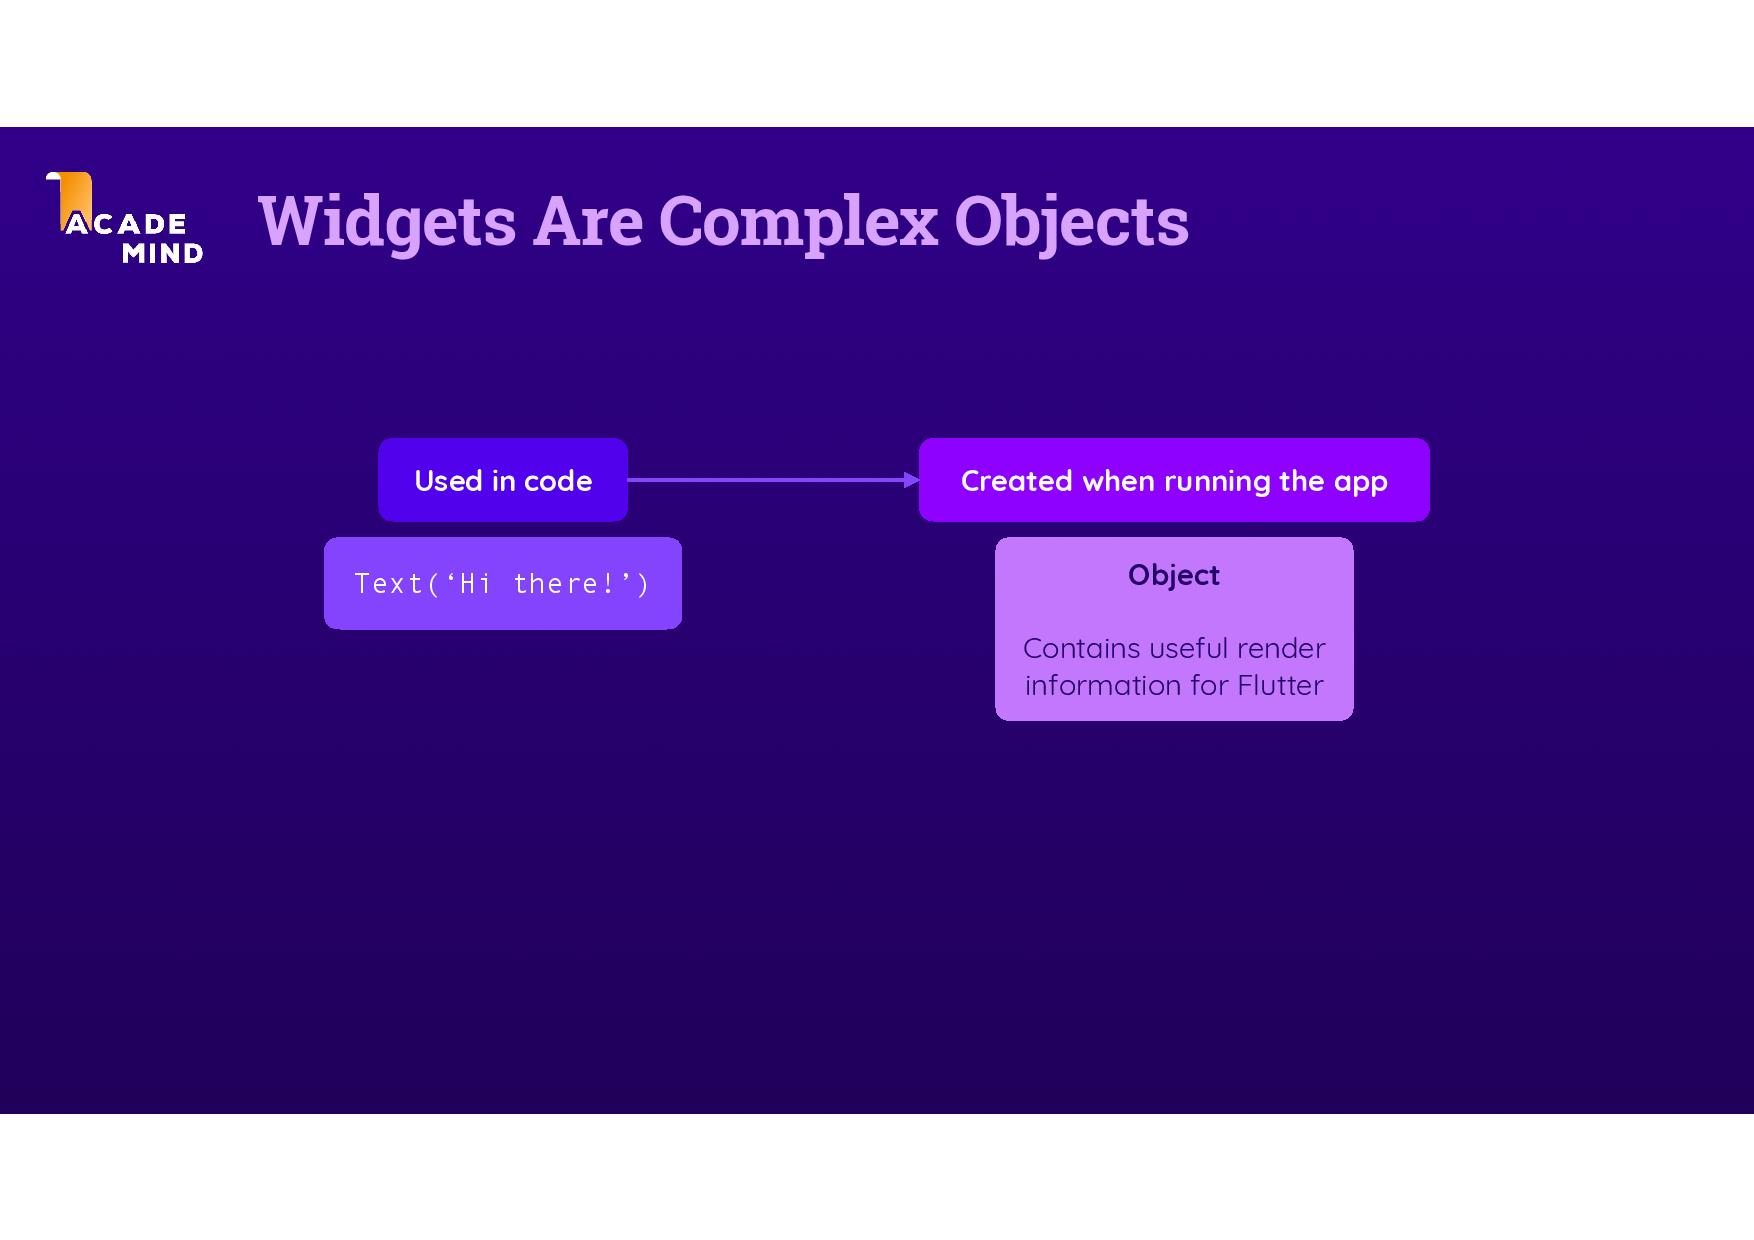 ACADE
MIND
Widgets Are Complex Objects
Used in code
Created when running the app
Text(‘Hi there!’)
Object
Contains useful render
information for Flutter